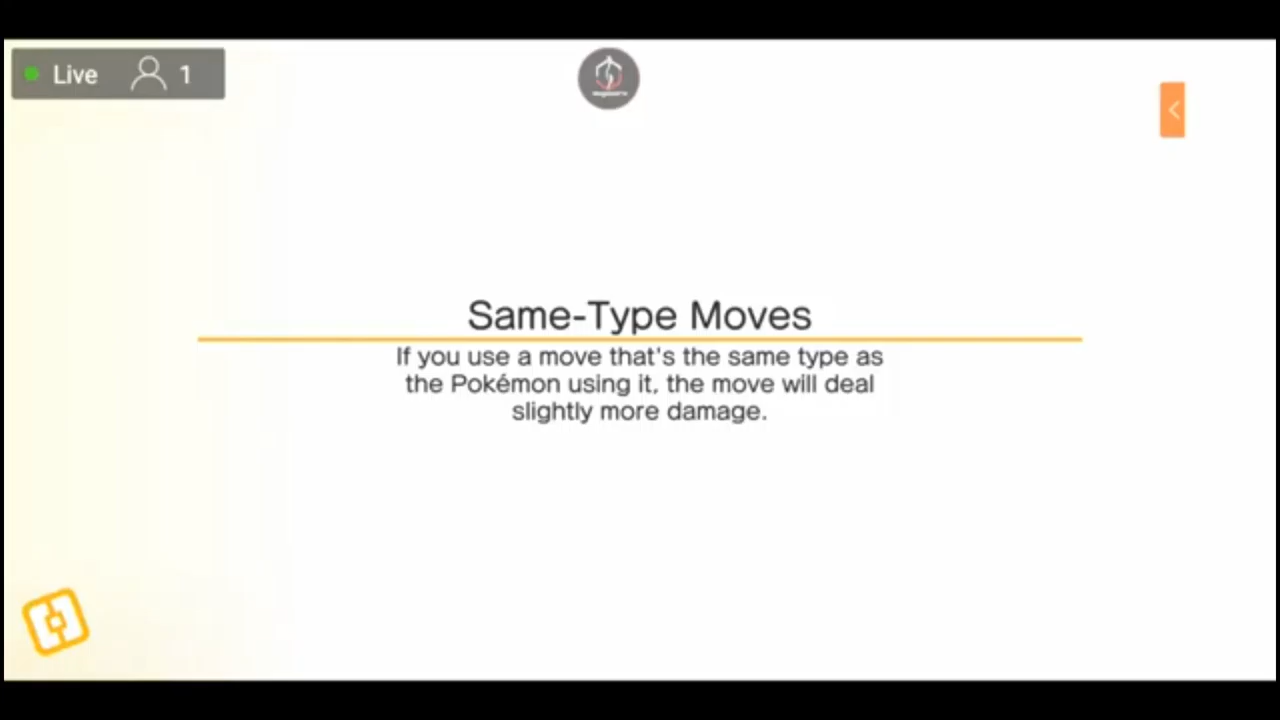 Live 1
Same-Type Moves
If you use a move that's the same type as
the Pokémon using it, the move will deal
slightly more damage.